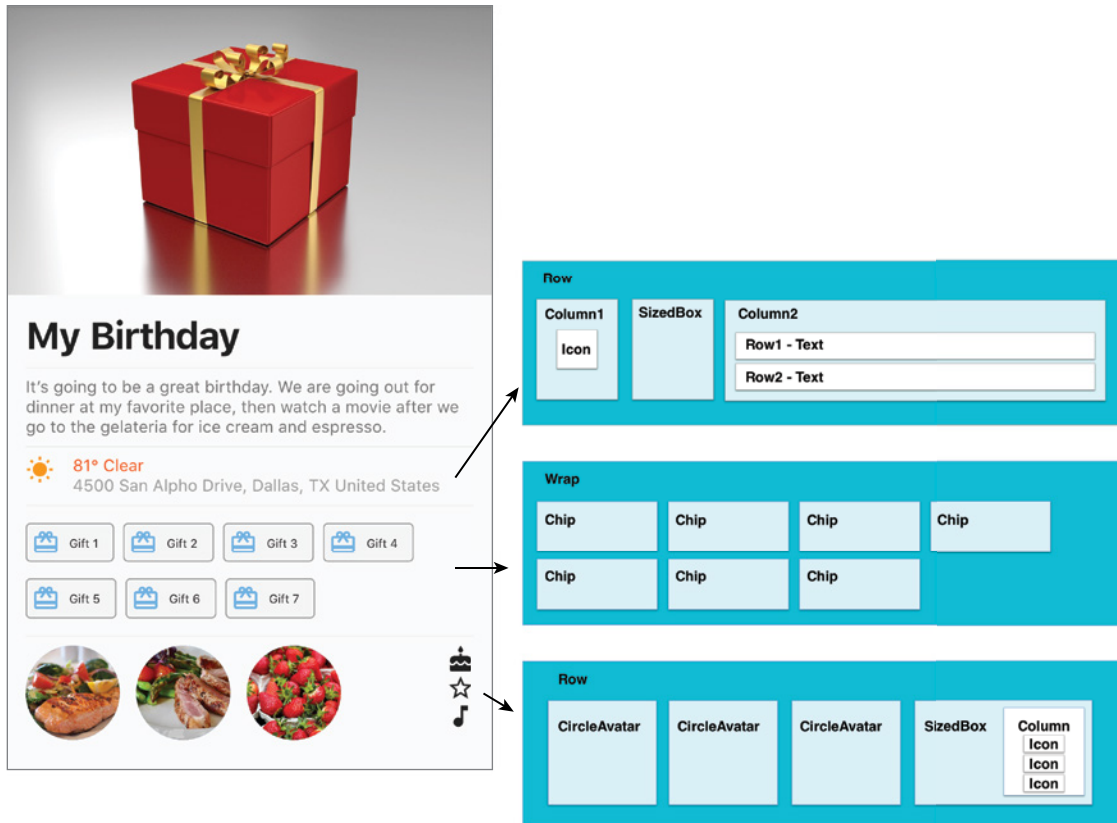 My Birthday
It's going to be a great birthday. We are going out for
dinner at my favorite place, then watch a movie after we
go to the gelateria for ice cream and espresso.
81° Clear
4500 San Alpho Drive, Dallas, TX United States
Gift 1
Gift 2
Gift 3
Gift 4
Gift 5
Gift 6
Gift 7
Row
Column1
SizedBox
Column2
Icon
Row1 - Text
Row2 - Text
Wrap
Chip
Chip
Chip
Chip
Chip
Chip
Chip
Row
CircleAvatar
CircleAvatar
CircleAvatar
SizedBox
Column
Icon
Icon
Icon